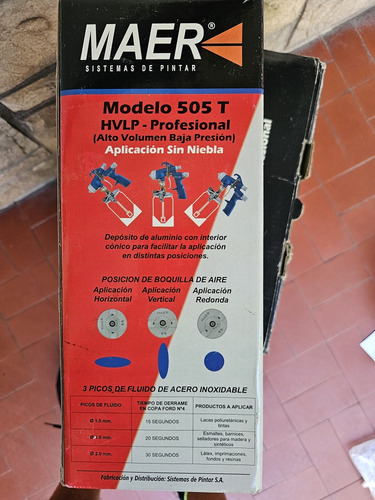 MAER®
SISTEMAS DE PINTAR
Modelo 505 T
HVLP - Profesional
(Alto Volumen Baja Presión)
Aplicación Sin Niebla
Depósito de aluminio con interior
cónico para facilitar la aplicación
en distintas posiciones.
POSICION DE BOQUILLA DE AIRE
Aplicación Horizontal
Aplicación Vertical
Aplicación Redonda
MAER
3 PICOS DE FLUIDO DE ACERO INOXIDABLE
PICOS DE FLUIDO
TIEMPO DE DERRAME EN COPA FORD Nº4
PRODUCTOS A APLICAR
Ø 1.0 mm.
15 SEGUNDOS
Lacas poliuretánicas y tintas
20 SEGUNDOS
Esmaltes, barnices, selladores para madera y sintéticos
Ø 2.0 mm.
30 SEGUNDOS
Látex, imprimaciones, fondos y resinas
Fabricación y Distribución: Sistemas de Pintar S.A.